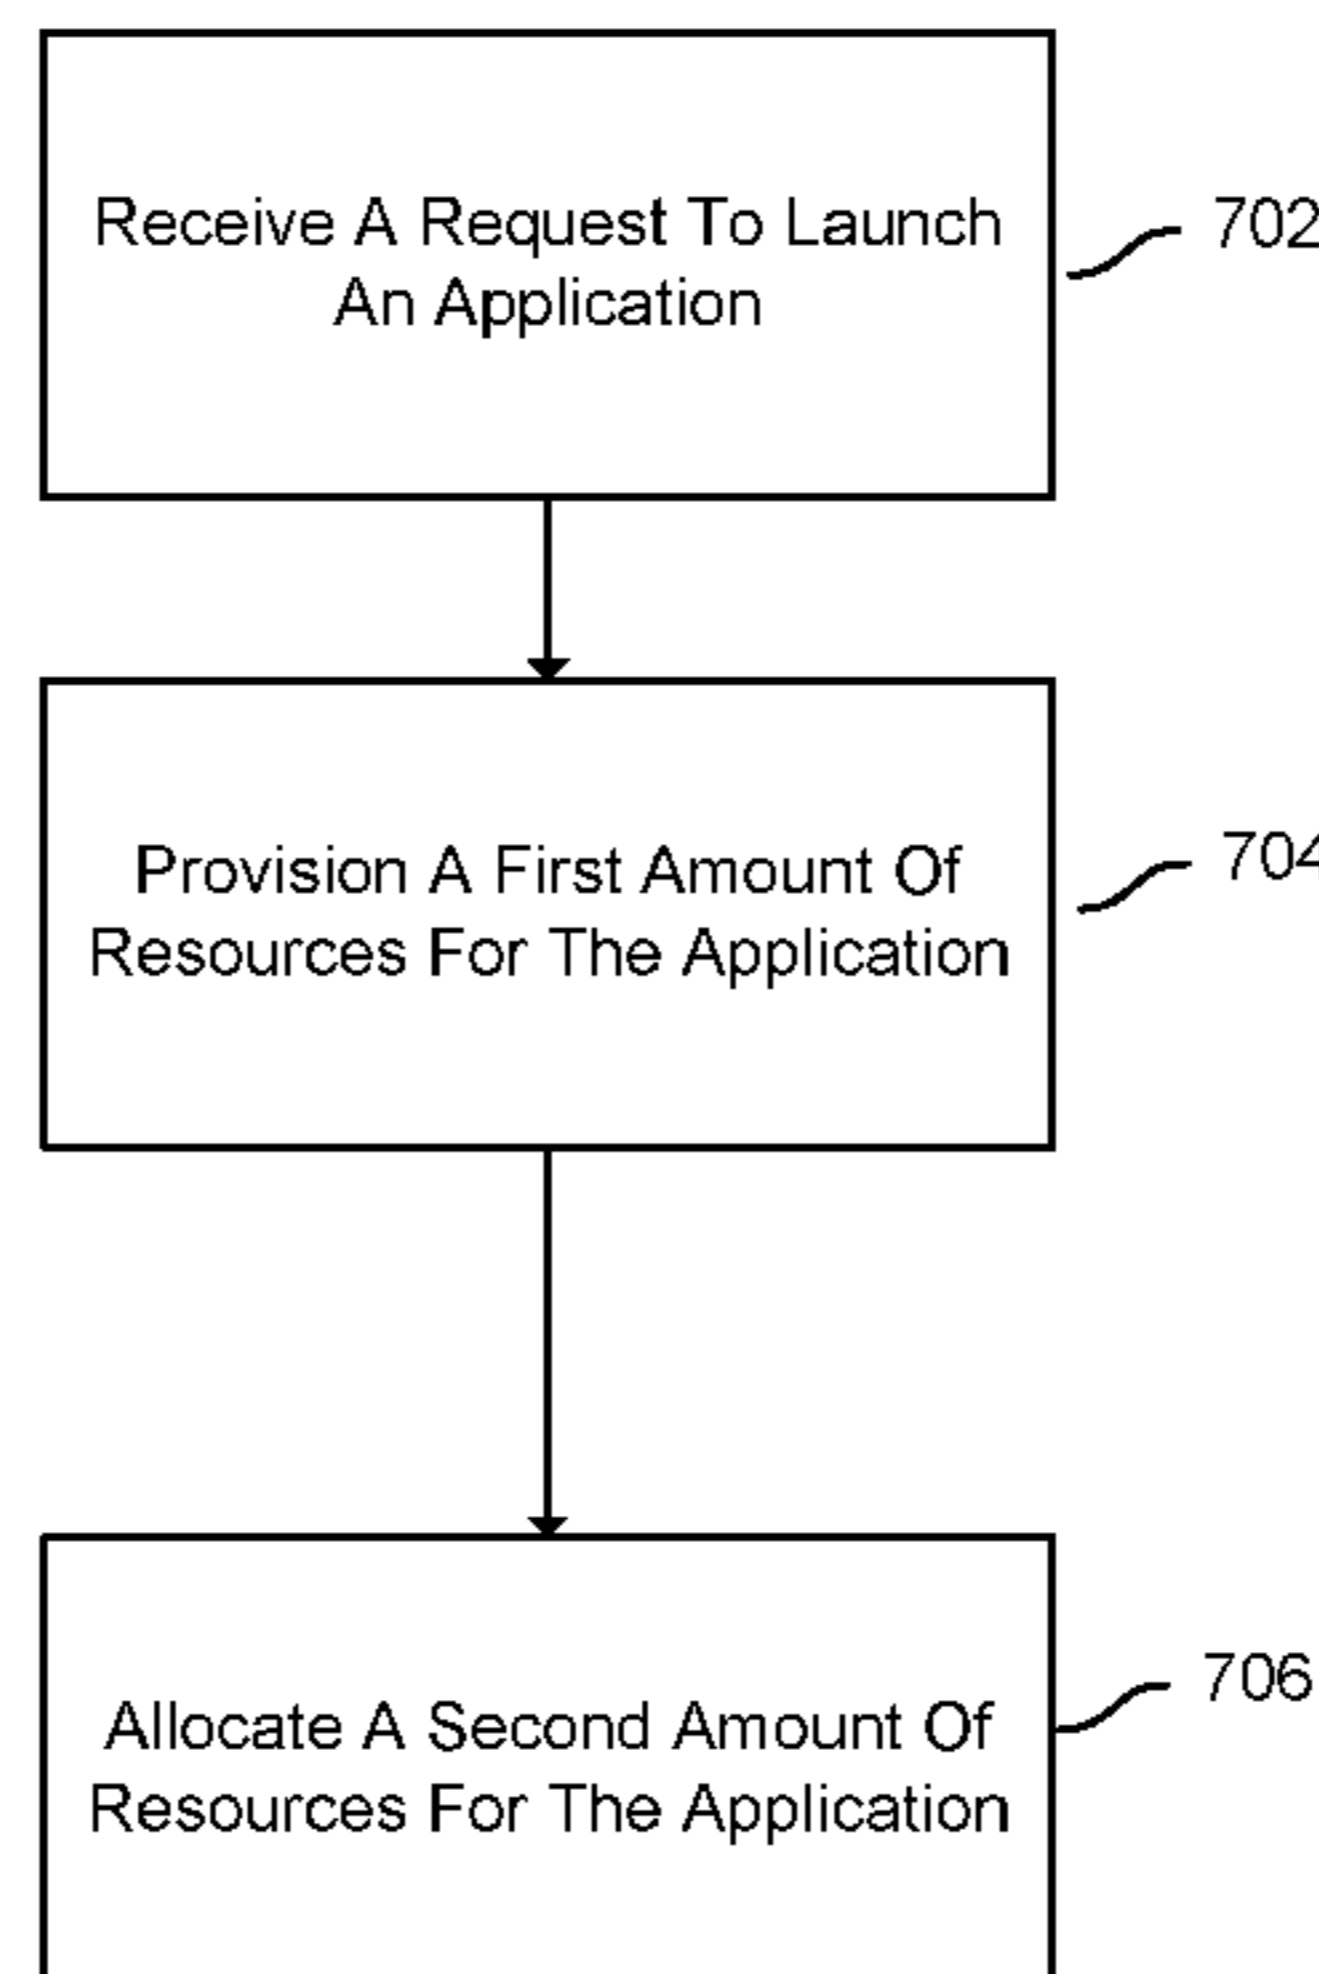 Receive A Request To Launch
An Application
702
Provision A First Amount Of
Resources For The Application
704
Allocate A Second Amount Of
Resources For The Application
706